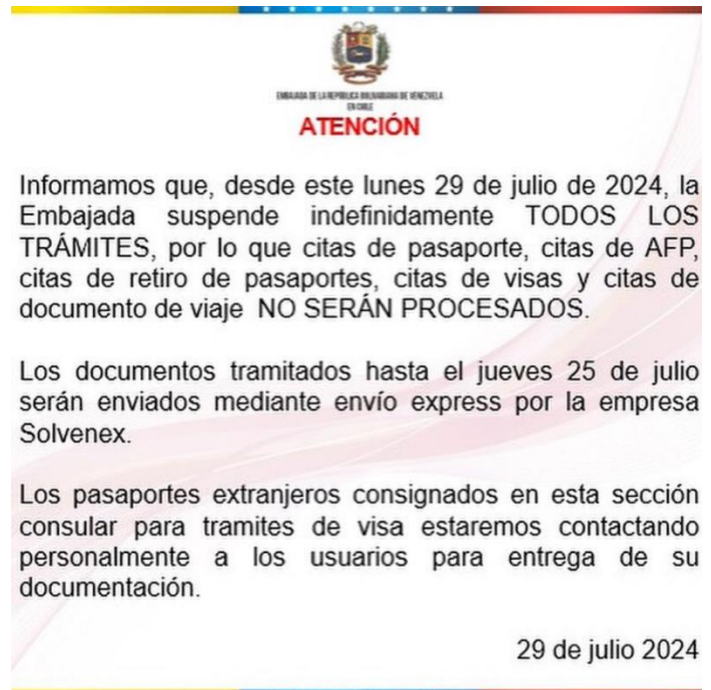 EMBAJADA DE LA REPÚBLICA BOLIVARIANA DE VENEZUELA
EN CHILE
ATENCIÓN
Informamos que, desde este lunes 29 de julio de 2024, la
Embajada suspende indefinidamente TODOS LOS
TRÁMITES, por lo que citas de pasaporte, citas de AFP,
citas de retiro de pasaportes, citas de visas y citas de
documento de viaje NO SERÁN PROCESADOS.
Los documentos tramitados hasta el jueves 25 de julio
serán enviados mediante envío express por la empresa
Solvenex.
Los pasaportes extranjeros consignados en esta sección
consular para tramites de visa estaremos contactando
personalmente a los usuarios para entrega de su
documentación.
29 de julio 2024